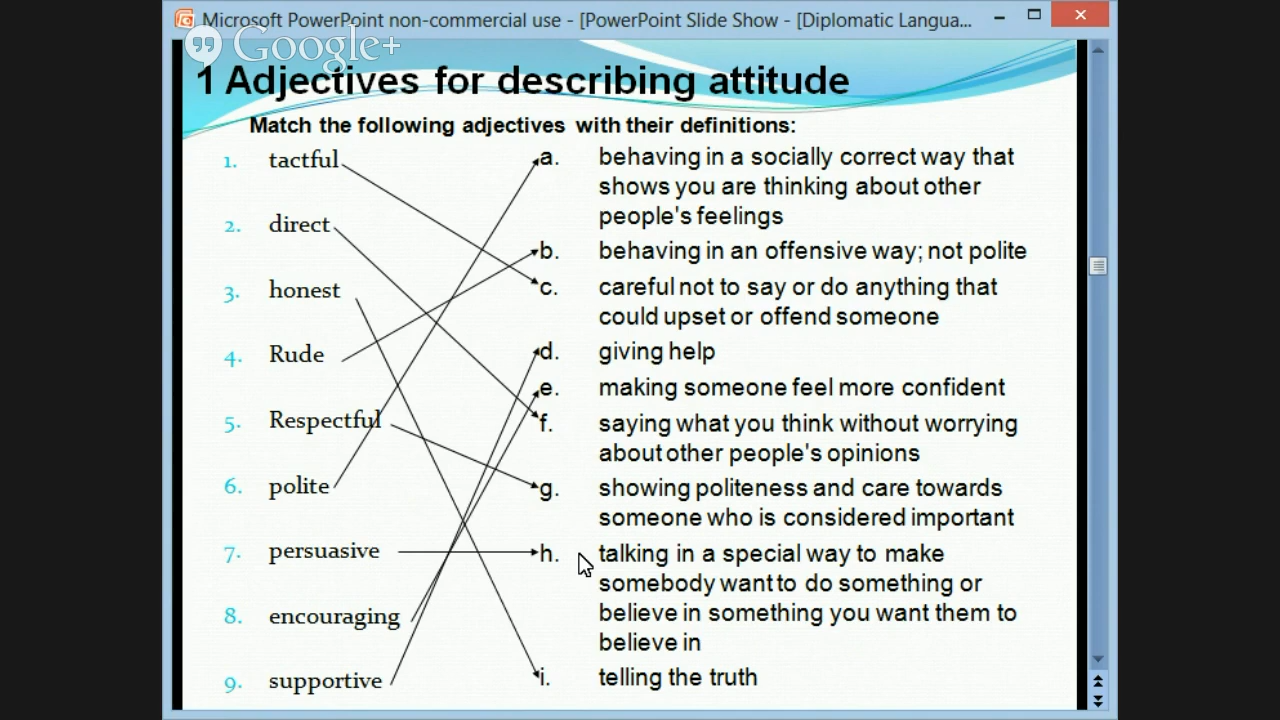 Microsoft PowerPoint non-commercial use - [PowerPoint Slide Show - [Diplomatic Langua...
Google+
1 Adjectives for describing attitude
Match the following adjectives with their definitions:
1. tactful
2. direct
3. honest
4. Rude
5. Respectful
6. polite
7. persuasive
8. encouraging
9. supportive
a. behaving in a socially correct way that
shows you are thinking about other
people's feelings
b. behaving in an offensive way; not polite
c. careful not to say or do anything that
could upset or offend someone
d. giving help
e. making someone feel more confident
f. saying what you think without worrying
about other people's opinions
g. showing politeness and care towards
someone who is considered important
h. talking in a special way to make
somebody want to do something or
believe in something you want them to
believe in
i. telling the truth